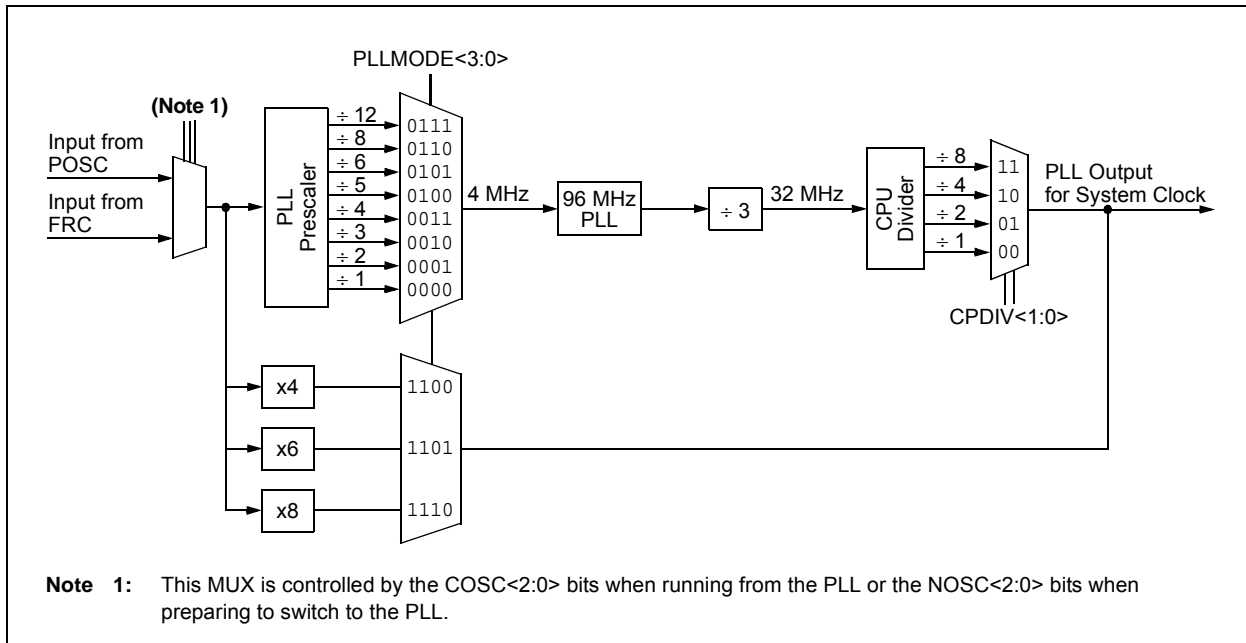 PLLMODE<3:0>
(Note 1)
Input from
POSC
Input from
FRC
PLL
Prescaler
÷ 12
÷ 8
÷ 6
÷ 5
÷ 4
÷ 3
÷ 2
÷ 1
0111
0110
0101
0100
0011
0010
0001
0000
4 MHz
96 MHz
PLL
÷ 3
32 MHz
CPU
Divider
÷ 8
÷ 4
÷ 2
÷ 1
11
10
01
00
PLL Output
for System Clock
CPDIV<1:0>
x4
x6
x8
1100
1101
1110
Note 1: This MUX is controlled by the COSC<2:0> bits when running from the PLL or the NOSC<2:0> bits when
preparing to switch to the PLL.